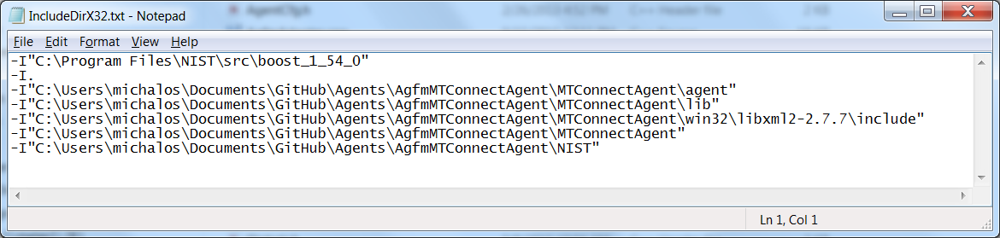 IncludeDirX32.txt - Notepad
File Edit Format View Help
-I"C:\Program Files\NIST\src\boost_1_54_0"
-I.
-I"C:\Users\michalos\Documents\GitHub\Agents\AgfmMTConnectAgent\MTConnectAgent\agent"
-I"C:\Users\michalos\Documents\GitHub\Agents\AgfmMTConnectAgent\MTConnectAgent\lib"
-I"C:\Users\michalos\Documents\GitHub\Agents\AgfmMTConnectAgent\MTConnectAgent\win32\libxml2-2.7.7\include"
-I"C:\Users\michalos\Documents\GitHub\Agents\AgfmMTConnectAgent\MTConnectAgent"
-I"C:\Users\michalos\Documents\GitHub\Agents\AgfmMTConnectAgent\NIST"
Ln 1, Col 1